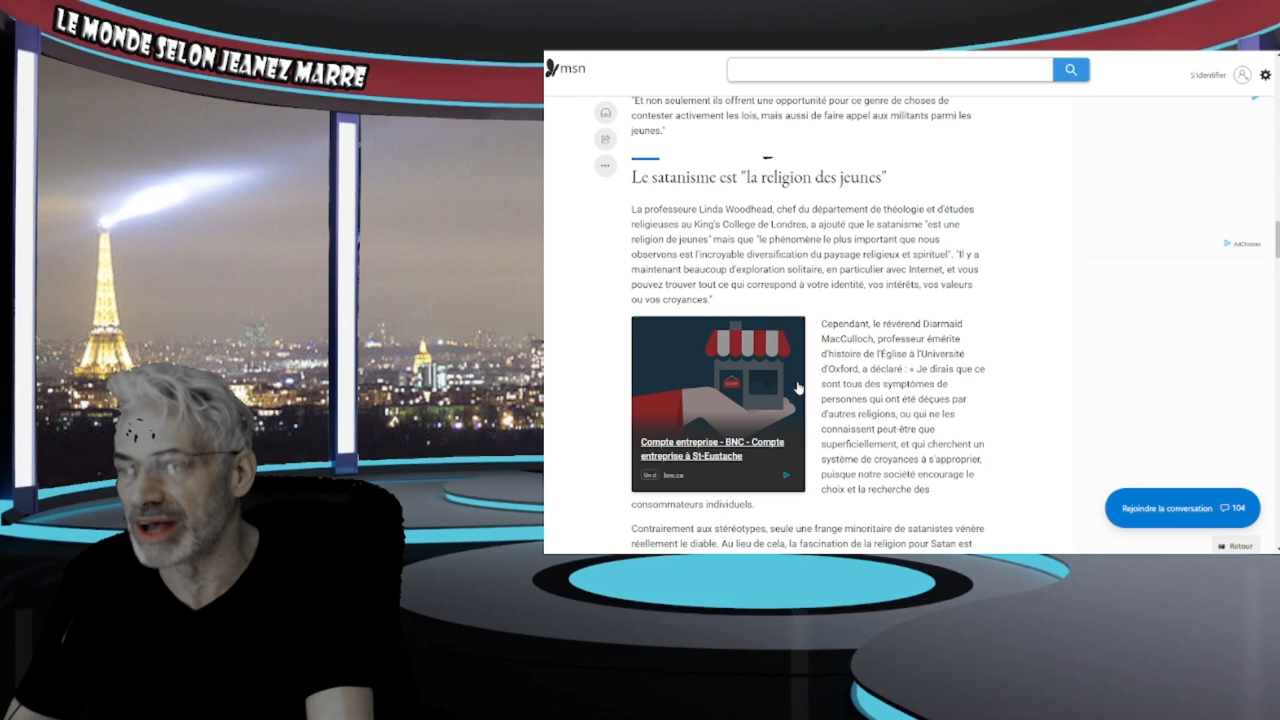 LE MONDE SELON JEANEZ MARRE
msn
S'identifier
"Et non seulement ils offrent une opportunité pour ce genre de choses de
contester activement les lois, mais aussi de faire appel aux militants parmi les
jeunes."
Le satanisme est "la religion des jeunes"
La professeure Linda Woodhead, chef du département de théologie et d'études
religieuses au King's College de Londres, a ajouté que le satanisme "est une
religion de jeunes" mais que "le phénomène le plus important que nous
observons est l'incroyable diversification du paysage religieux et spirituel". "Il y a
maintenant beaucoup d'exploration solitaire, en particulier avec Internet, et vous
pouvez trouver tout ce qui correspond à votre identité, vos intérêts, vos valeurs
ou vos croyances."
AdChoices
Compte entreprise - BNC - Compte
entreprise à St-Eustache
bnc.ca
Cependant, le révérend Diarmaid
MacCulloch, professeur émérite
d'histoire de l'Église à l'Université
d'Oxford, a déclaré : « Je dirais que ce
sont tous des symptômes de
personnes qui ont été déçues par
d'autres religions, ou qui ne les
connaissent peut-être que
superficiellement, et qui cherchent un
système de croyances à s'approprier,
puisque notre société encourage le
choix et la recherche des
consommateurs individuels.
Contrairement aux stéréotypes, seule une frange minoritaire de satanistes vénère
réellement le diable. Au lieu de cela, la fascination de la religion pour Satan est
Rejoindre la conversation 104
Retour